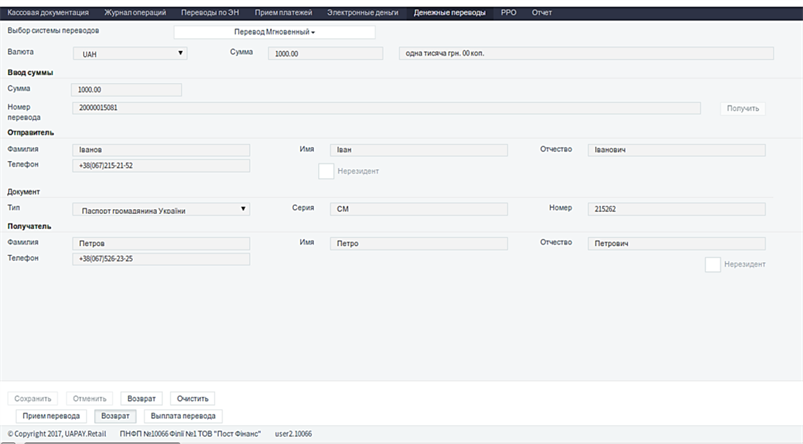 Кассовая документация Журнал операций Переводы по ЭН Прием платежей Электронные деньги Денежные переводы РРО Отчет
Выбор системы переводов Перевод Мгновенный
Валюта UAH Сумма 1000.00 одна тисяча грн. 00 коп.
Ввод суммы
Сумма 1000.00
Номер перевода 20000015081 Получить
Отправитель
Фамилия Іванов Имя Іван Отчество Іванович
Телефон +38(067)215-21-52 Нерезидент
Документ
Тип Паспорт громадянина України Серия СМ Номер 215262
Получатель
Фамилия Петров Имя Петро Отчество Петрович
Телефон +38(067)526-23-25 Нерезидент
Сохранить Отменить Возврат Очистить
Прием перевода Возврат Выплата перевода
© Copyright 2017, UAPAY.Retail ПНФП №10066 Філії №1 ТОВ "Пост Фінанс" user2.10066